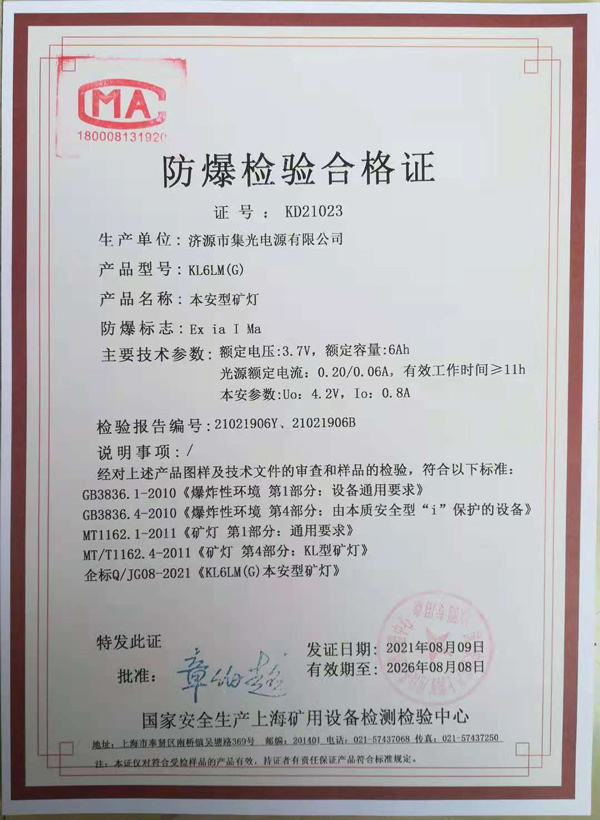 MA
180008131920
防爆检验合格证
证号：KD21023
生产单位：济源市集光电源有限公司
产品型号：KL6LM(G)
产品名称：本安型矿灯
防爆标志：Ex ia I Ma
主要技术参数：额定电压:3.7V，额定容量:6Ah
光源额定电流：0.20/0.06A，有效工作时间≥11h
本安参数:Uo：4.2V，Io：0.8A
检验报告编号：21021906Y、21021906B
说明事项：/
经对上述产品图样及技术文件的审查和样品的检验，符合以下标准：
GB3836.1-2010《爆炸性环境 第1部分：设备通用要求》
GB3836.4-2010《爆炸性环境 第4部分：由本质安全型“i”保护的设备》
MT1162.1-2011《矿灯 第1部分：通用要求》
MT/T1162.4-2011《矿灯 第4部分：KL型矿灯》
企标Q/JG08-2021《KL6LM(G)本安型矿灯》
特发此证
发证日期：2021年08月09日
批准：
有效期至：2026年08月08日
国家安全生产上海矿用设备检测检验中心
地址：上海市奉贤区南桥镇吴塘路369号 邮编：201401 电话：021-57437068 传真：021-57437250
注：本证仅对符合受检样品的产品有效，持证者有责任保证产品符合标准规定。